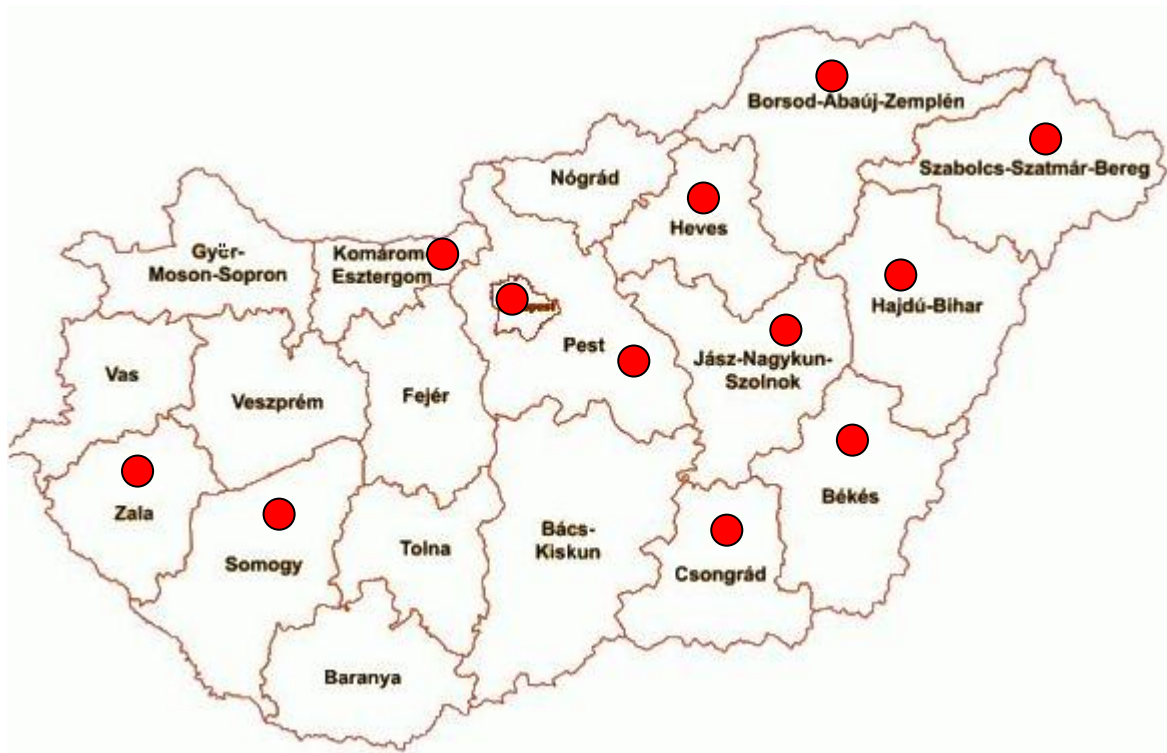 Borsod-Abaúj-Zemplén
Szabolcs-Szatmár-Bereg
Nógrád
Heves
Győr-
Moson-Sopron
Komárom
Esztergom
Hajdú-Bihar
Pest
Jász-Nagykun-
Szolnok
Vas
Veszprém
Fejér
Zala
Somogy
Tolna
Bács-
Kiskun
Békés
Csongrád
Baranya